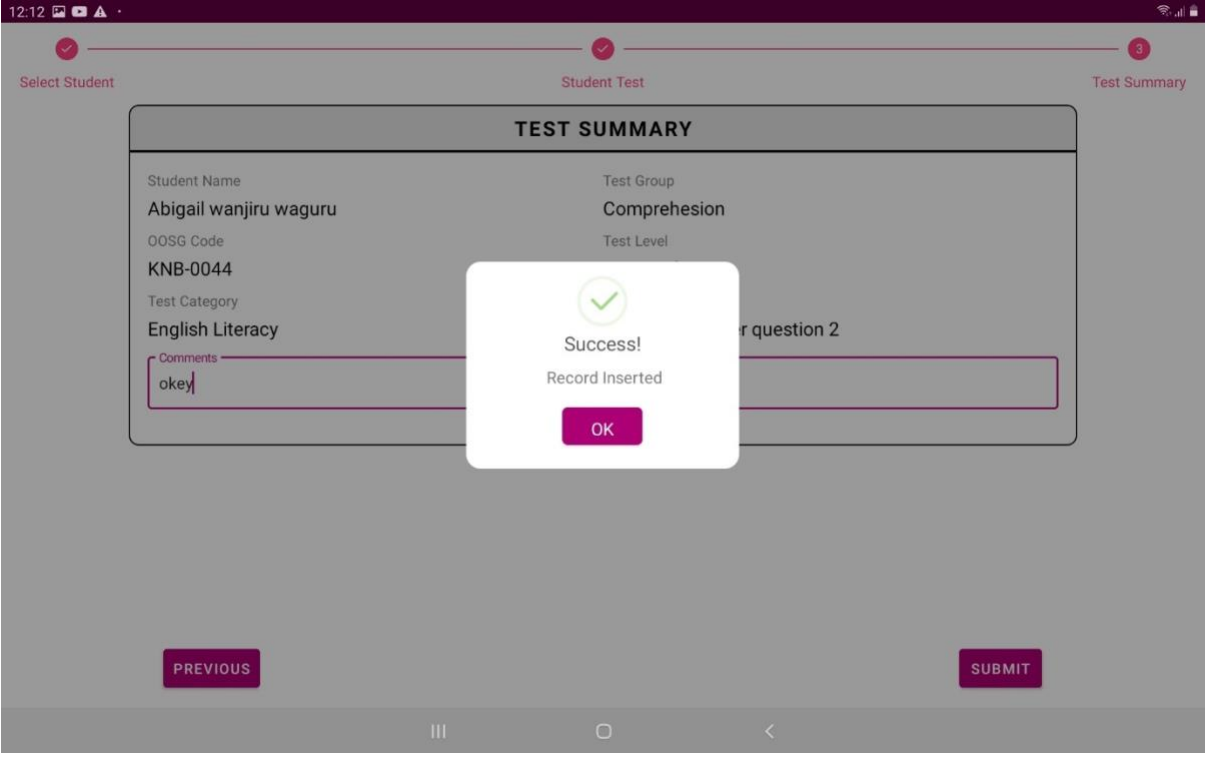 12:12
3
Select Student
Student Test
Test Summary
TEST SUMMARY
Student Name
Test Group
Abigail wanjiru waguru
Comprehesion
OOSG Code
Test Level
KNB-0044
Test Category
English Literacy
question 2
Comments
okey
Success!
Record Inserted
OK
PREVIOUS
SUBMIT